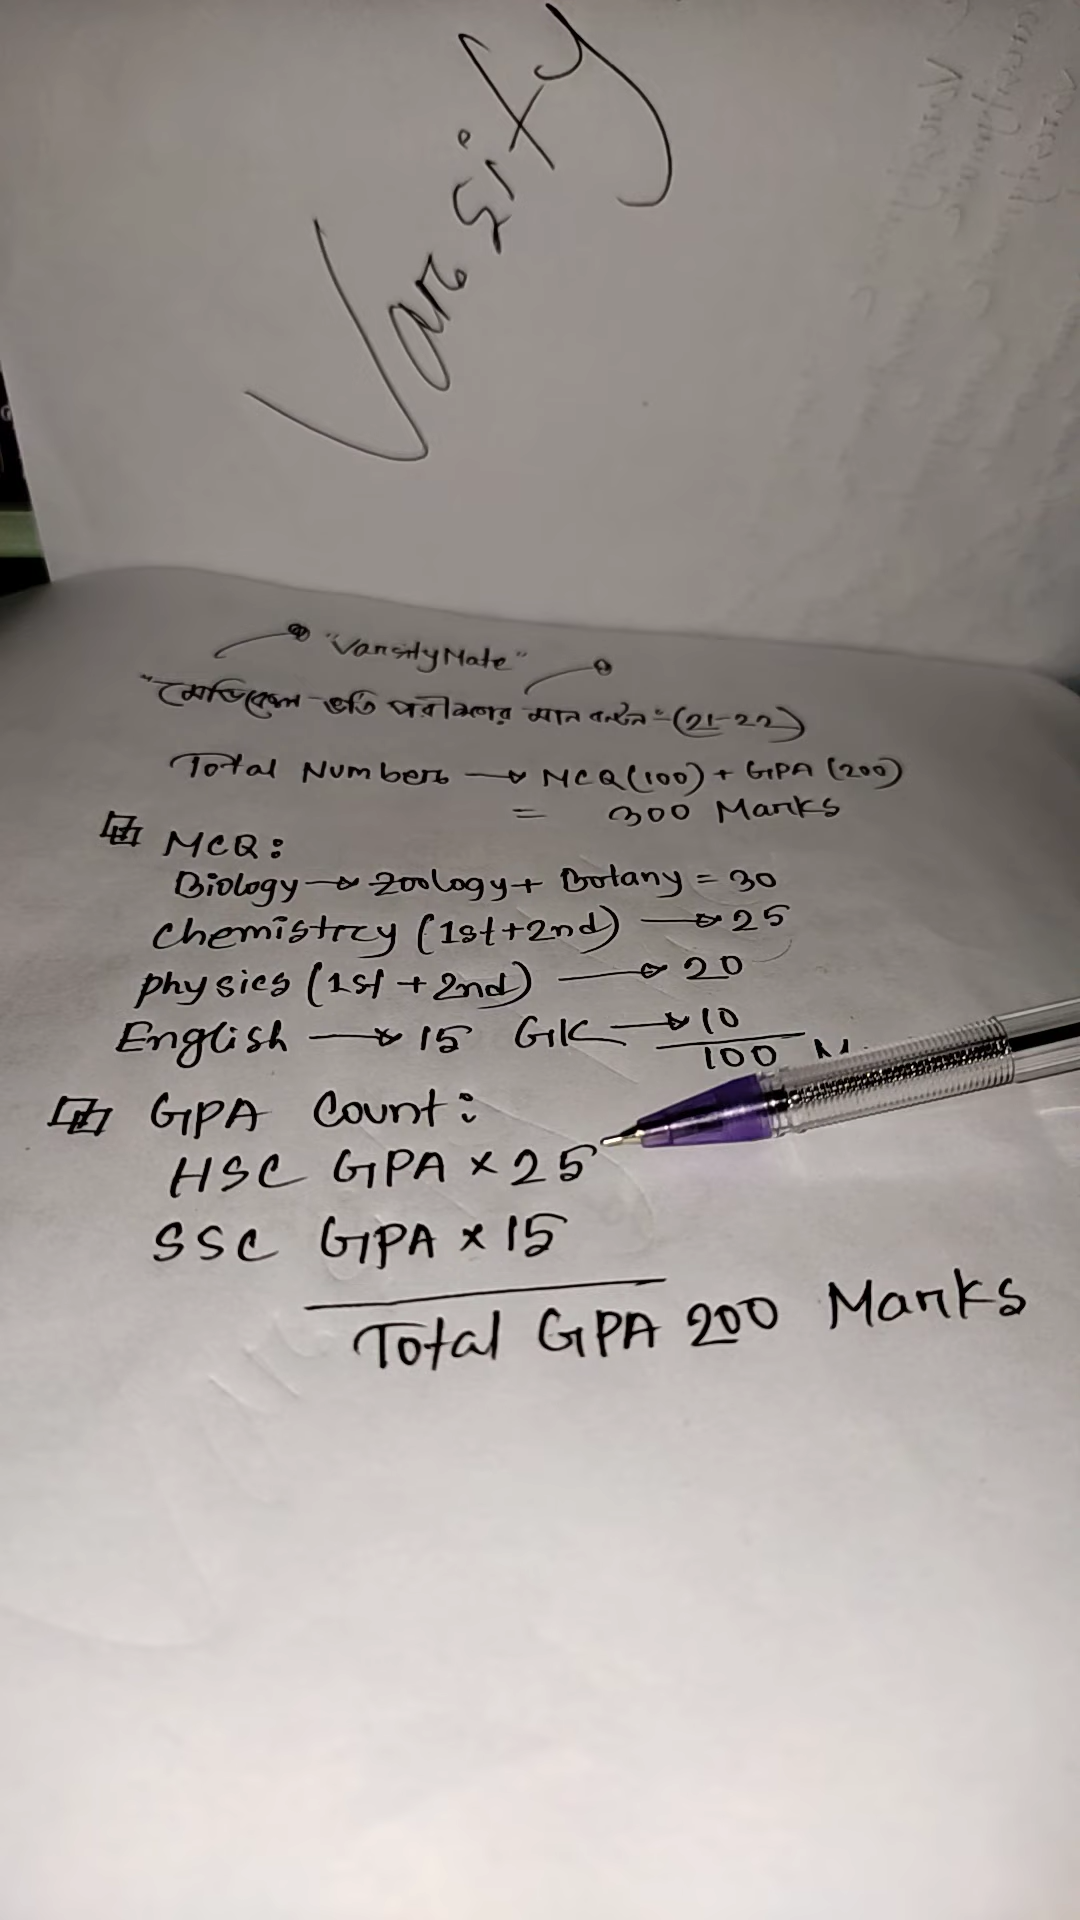 Varsity
"VarsityMate"
"মেডিকেল ভর্তি পরীক্ষার মান বন্টন"-(21-22)
Total Numbers → MCQ(100) + GPA (200)
= 300 Marks
MCQ:
Biology → Zoology + Botany = 30
chemistry (1st+2nd) → 25
physics (1st + 2nd) → 20
English → 15 GK → 10
100
GPA Count:
HSC GPA × 25
SSC GPA × 15
Total GPA 200 Marks